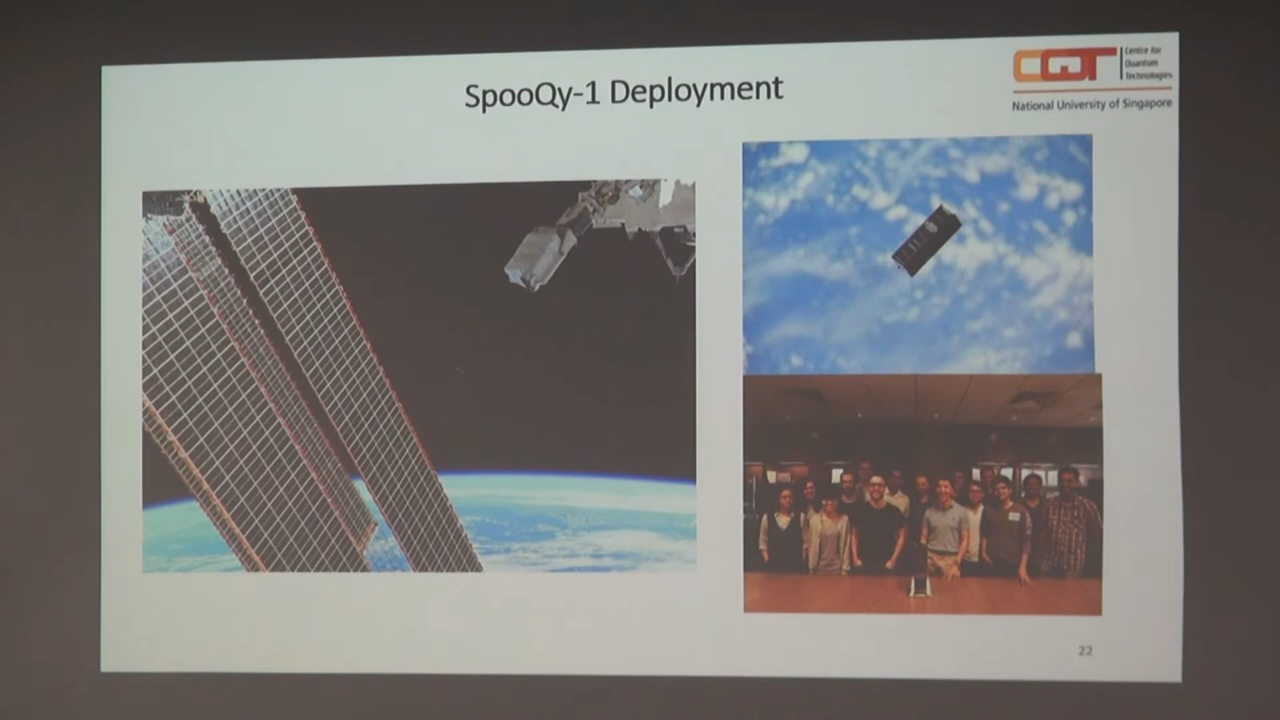 SpooQy-1 Deployment
CQT
Centre for
Quantum
Technologies
National University of Singapore
22